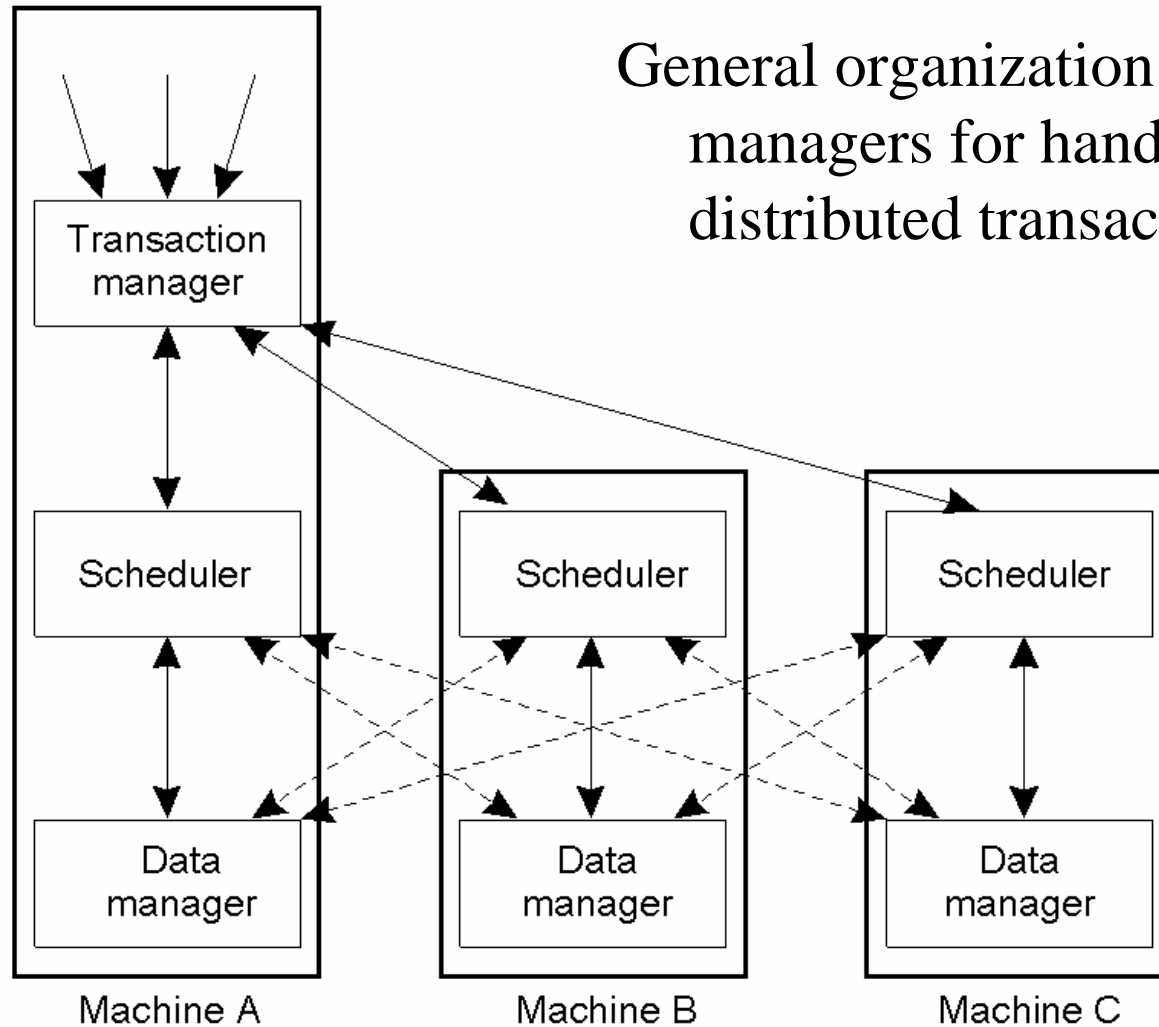 General organization
managers for hand
distributed transac
Transaction
manager
Scheduler
Scheduler
Scheduler
Data
manager
Data
manager
Data
manager
Machine A
Machine B
Machine C